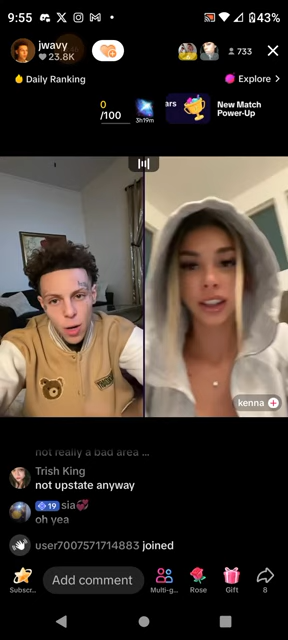 9:55
43%
jwavy
23.8K
733
Daily Ranking
Explore >
0
/100
3h19m
ars
New Match
Power-Up
kenna
not really a bad area ...
Trish King
not upstate anyway
19 sia💞
oh yea
user7007571714883 joined
Add comment
Subscr...
Multi-g...
Rose
Gift
8